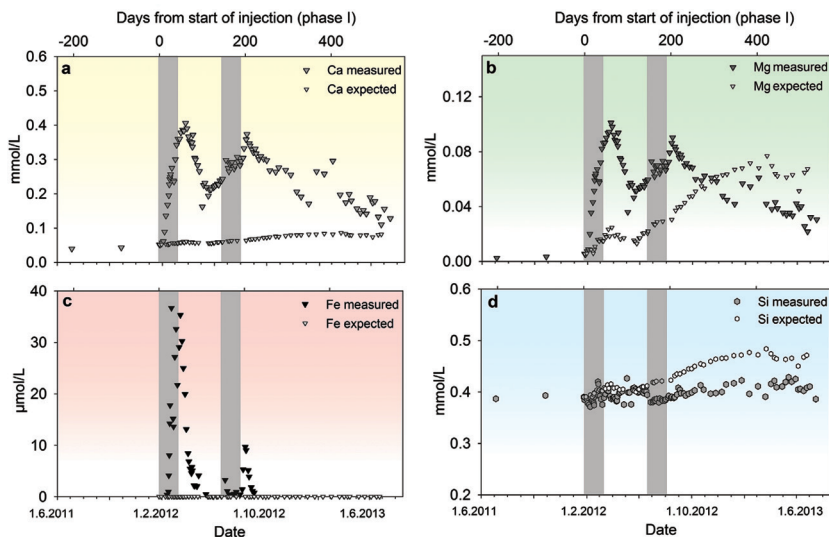 Days from start of injection (phase I)
Days from start of injection (phase I)
-200 0 200 400
-200 0 200 400
0.6
0.5
0.4
0.3
0.2
0.1
0.0
mmol/L
a
Ca measured
Ca expected
0.12
0.08
0.04
0.00
mmol/L
b
Mg measured
Mg expected
40
30
20
10
0
µmol/L
c
Fe measured
Fe expected
0.6
0.5
0.4
0.3
0.2
mmol/L
d
Si measured
Si expected
1.6.2011 1.2.2012 1.10.2012 1.6.2013
Date
1.6.2011 1.2.2012 1.10.2012 1.6.2013
Date